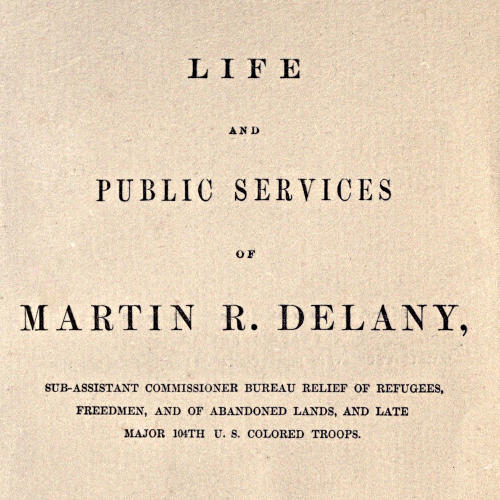 LIFE
AND
PUBLIC SERVICES
OF
MARTIN R. DELANY,
SUB-ASSISTANT COMMISSIONER BUREAU RELIEF OF REFUGEES,
FREEDMEN, AND OF ABANDONED LANDS, AND LATE
MAJOR 104TH U. S. COLORED TROOPS.